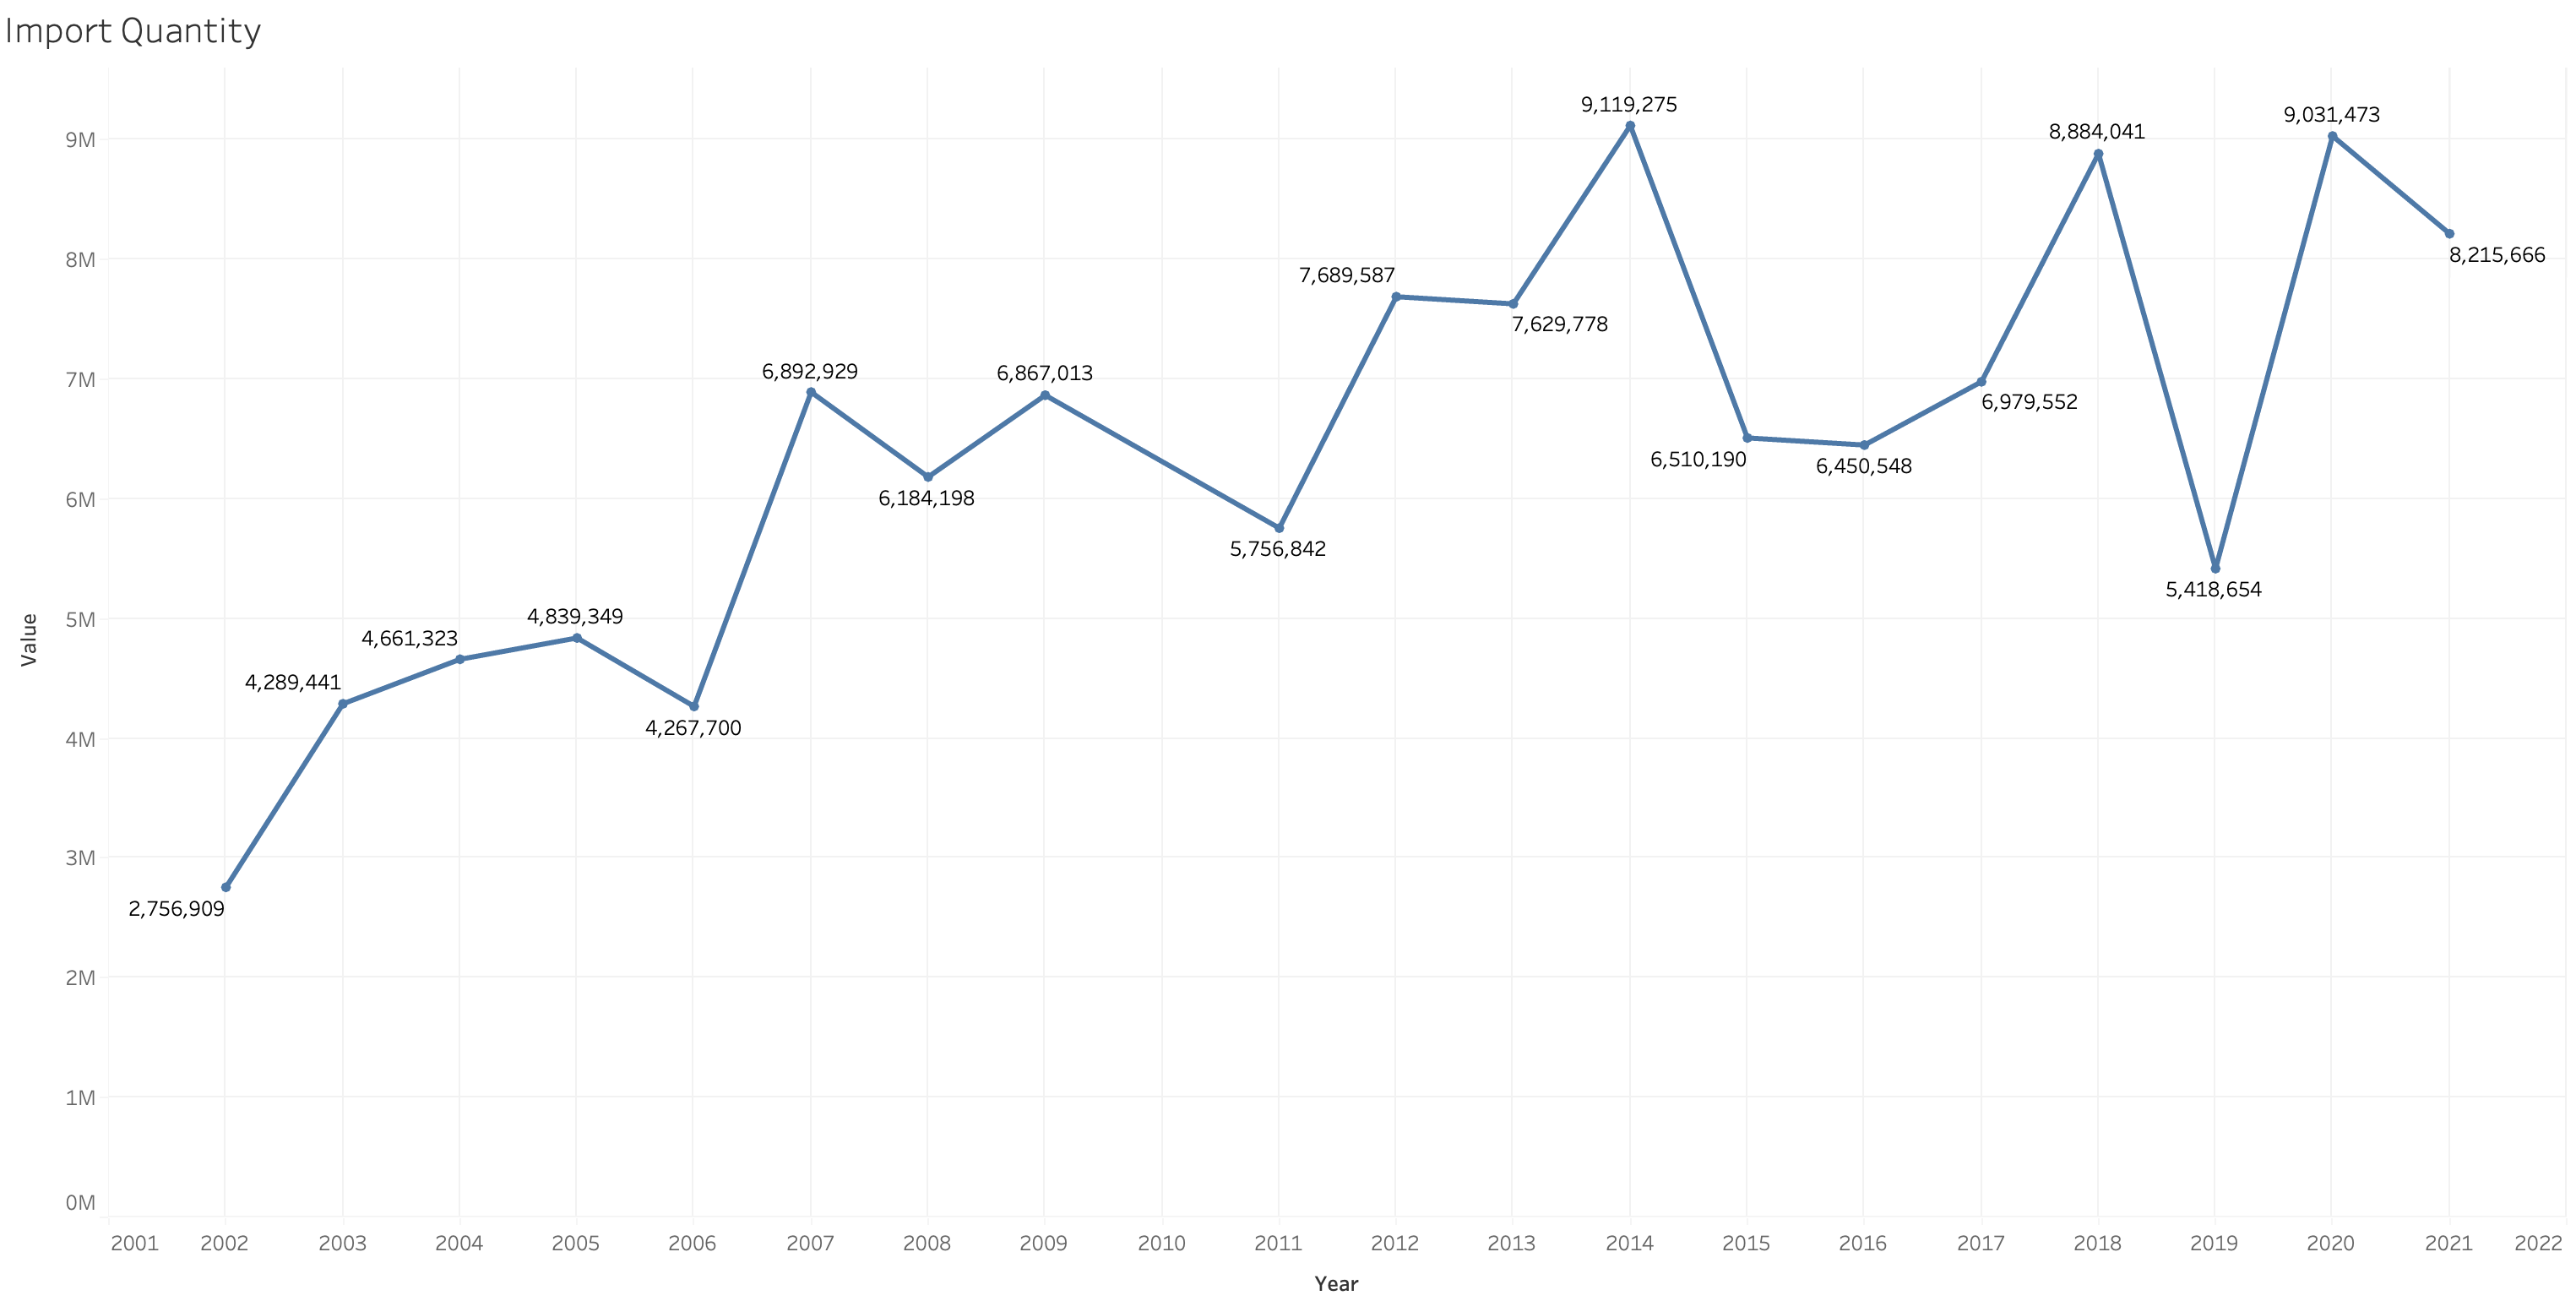 Import Quantity
9,119,275
9,031,473
8,884,041
9M
8M
8,215,666
7,689,587
7,629,778
7M
6,892,929
6,867,013
6,979,552
6,510,190
6,450,548
6M
6,184,198
5,756,842
5,418,654
5M
Value
4,839,349
4,661,323
4,289,441
4,267,700
4M
3M
2,756,909
2M
1M
0M
2001 2002 2003 2004 2005 2006 2007 2008 2009 2010 2011 2012 2013 2014 2015 2016 2017 2018 2019 2020 2021 2022
Year